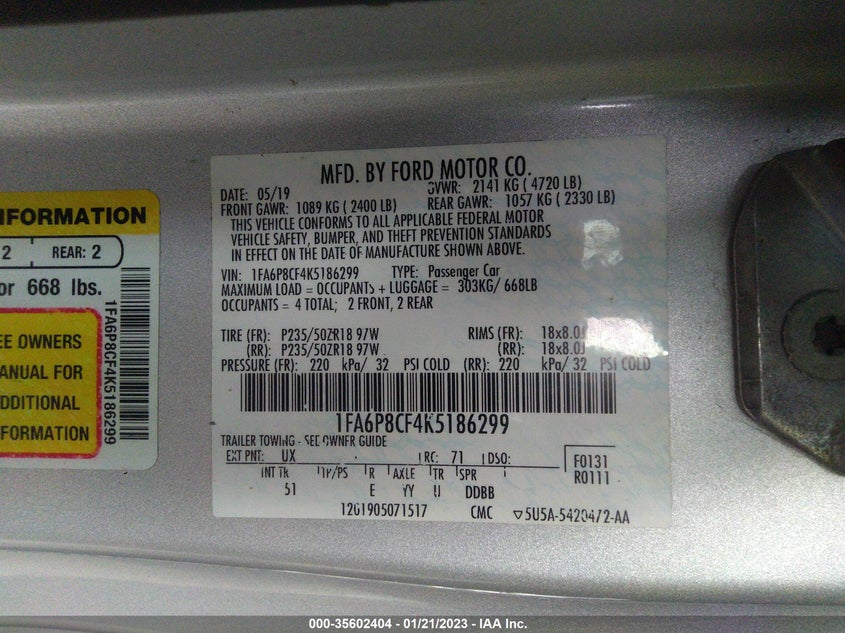 NFORMATION
2 REAR: 2
or 668 lbs.
EE OWNERS
ANUAL FOR
DDITIONAL
FORMATION
1FA6P8CF4K5186299
MFD. BY FORD MOTOR CO.
DATE: 05/19 GVWR: 2141 KG ( 4720 LB)
FRONT GAWR: 1089 KG ( 2400 LB) REAR GAWR: 1057 KG ( 2330 LB)
THIS VEHICLE CONFORMS TO ALL APPLICABLE FEDERAL MOTOR
VEHICLE SAFETY, BUMPER, AND THEFT PREVENTION STANDARDS
IN EFFECT ON THE DATE OF MANUFACTURE SHOWN ABOVE.
VIN: 1FA6P8CF4K5186299 TYPE: Passenger Car
MAXIMUM LOAD = OCCUPANTS + LUGGAGE = 303KG/ 668LB
OCCUPANTS = 4 TOTAL; 2 FRONT, 2 REAR
TIRE (FR): P235/50ZR18 97W RIMS (FR): 18x8.0J
(RR): P235/50ZR18 97W (RR): 18x8.0J
PRESSURE (FR): 220 kPa/ 32 PSI COLD (RR): 220 kPa/ 32 PSI COLD
1FA6P8CF4K5186299
TRAILER TOWING - SEE OWNER GUIDE
EXT PNT: UX RC: 71 DSO: F0131
INT TR TP/PS R AXLE TR SPR R0111
51 E YY U DDBB
CMC
000-35602404 / 01/21/2023 / © IAA Inc.